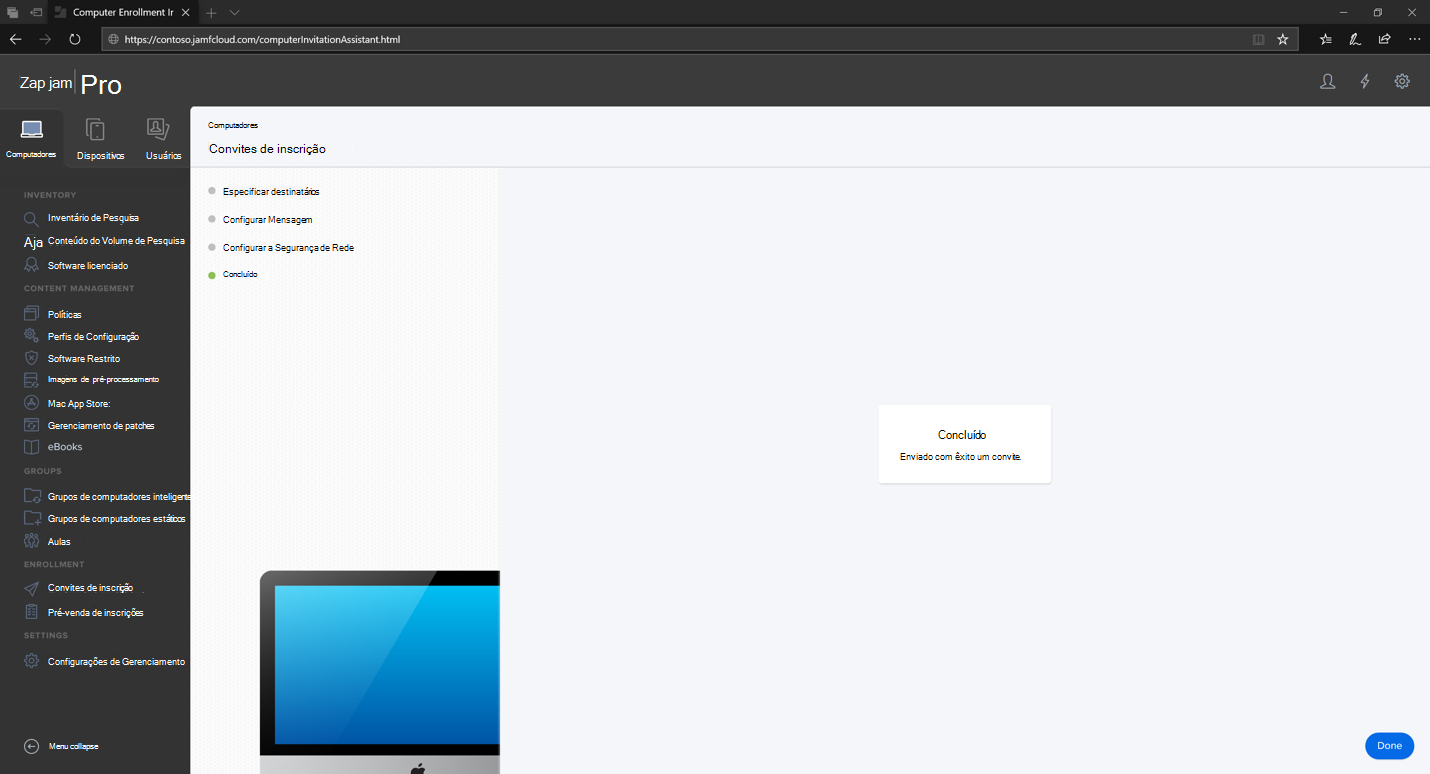 Computer Enrollment Ir
https://contoso.jamfcloud.com/computerInvitationAssistant.html
Zap jam Pro
Computadores
Dispositivos
Usuários
INVENTORY
Inventário de Pesquisa
Aja Conteúdo do Volume de Pesquisa
Software licenciado
CONTENT MANAGEMENT
Políticas
Perfis de Configuração
Software Restrito
Imagens de pré-processamento
Mac App Store:
Gerenciamento de patches
eBooks
GROUPS
Grupos de computadores inteligente
Grupos de computadores estáticos
Aulas
ENROLLMENT
Convites de inscrição
Pré-venda de inscrições
SETTINGS
Configurações de Gerenciamento
Menu collapse
Computadores
Convites de inscrição
Especificar destinatários
Configurar Mensagem
Configurar a Segurança de Rede
Concluído
Concluído
Enviado com êxito um convite.
Done